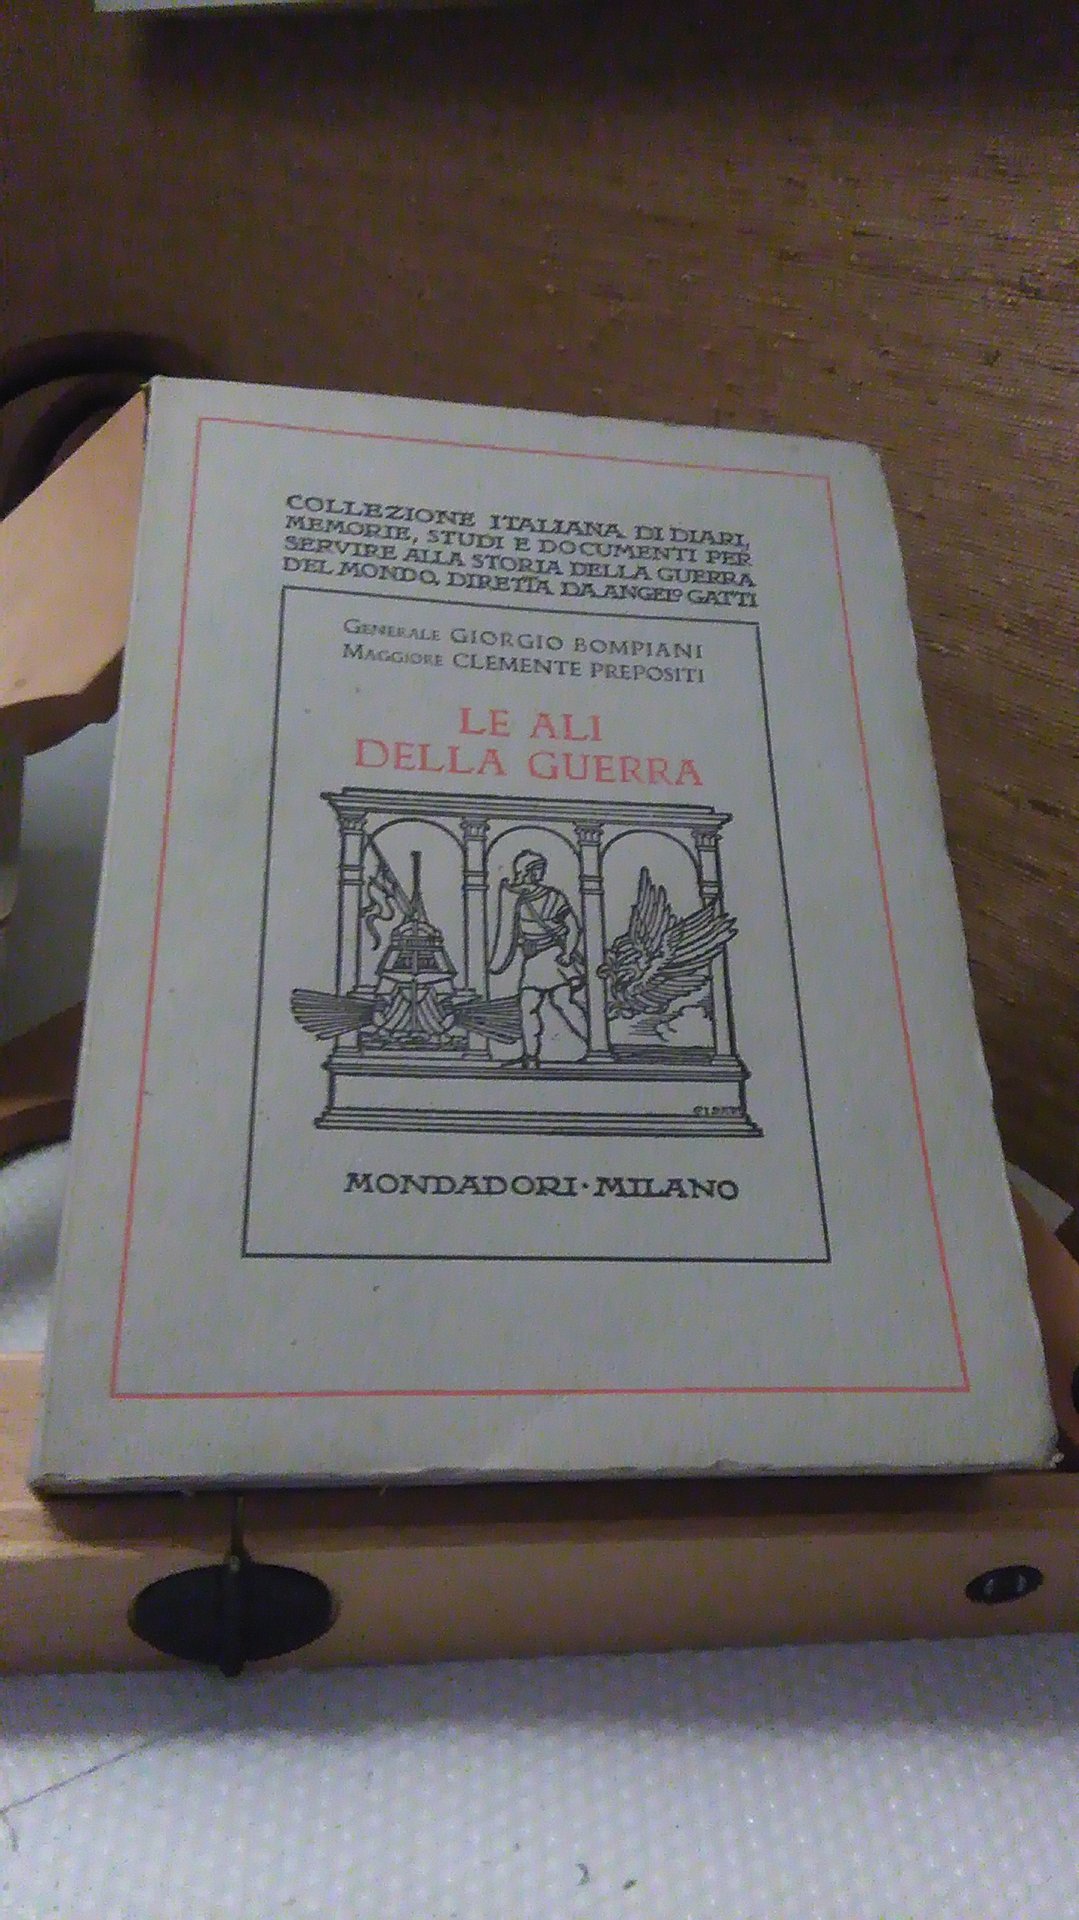 COLLEZIONE ITALIANA DI DIARI,
MEMORIE, STUDI E DOCUMENTI PER
SERVIRE ALLA STORIA DELLA GUERRA
DEL MONDO, DIRETTA DA ANGELO GATTI
GENERALE GIORGIO BOMPIANI
MAGGIORE CLEMENTE PREPOSITI
LE ALI
DELLA GUERRA
MONDADORI · MILANO